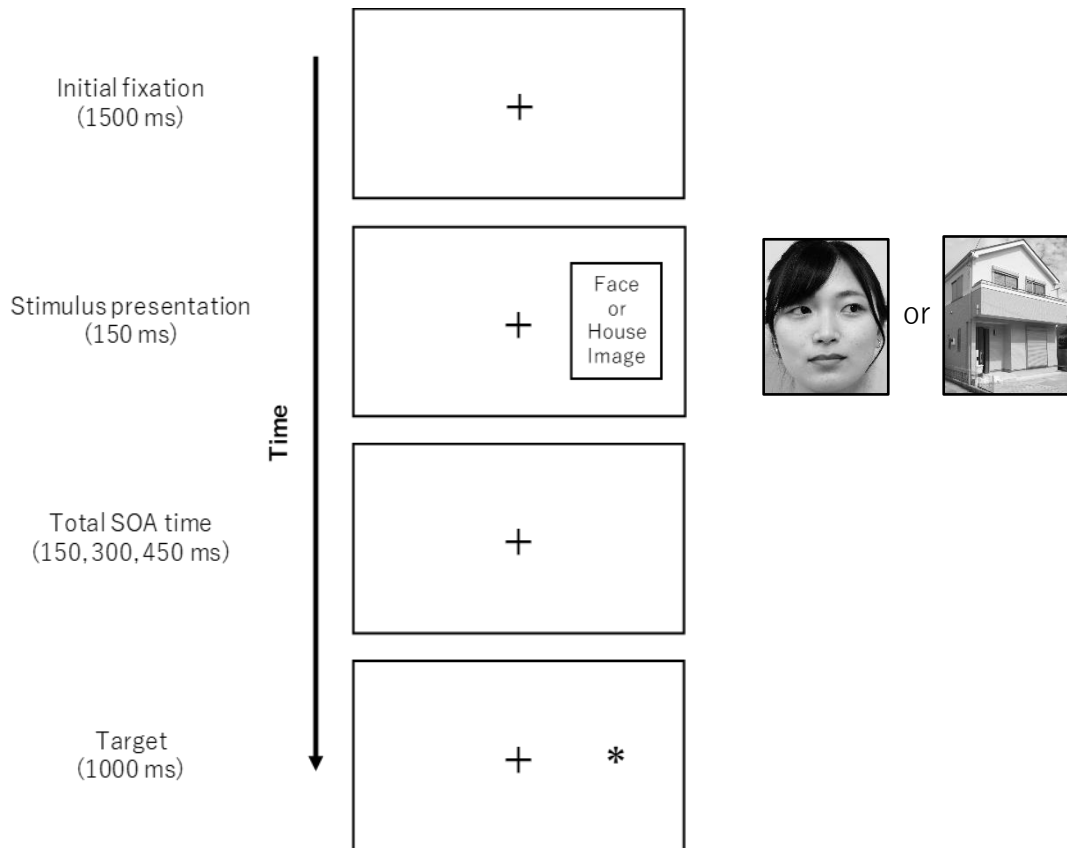 Initial fixation
(1500 ms)
+
Stimulus presentation
(150 ms)
+
Face
or
House
Image
or
Time
Total SOA time
(150, 300, 450 ms)
+
Target
(1000 ms)
+ *